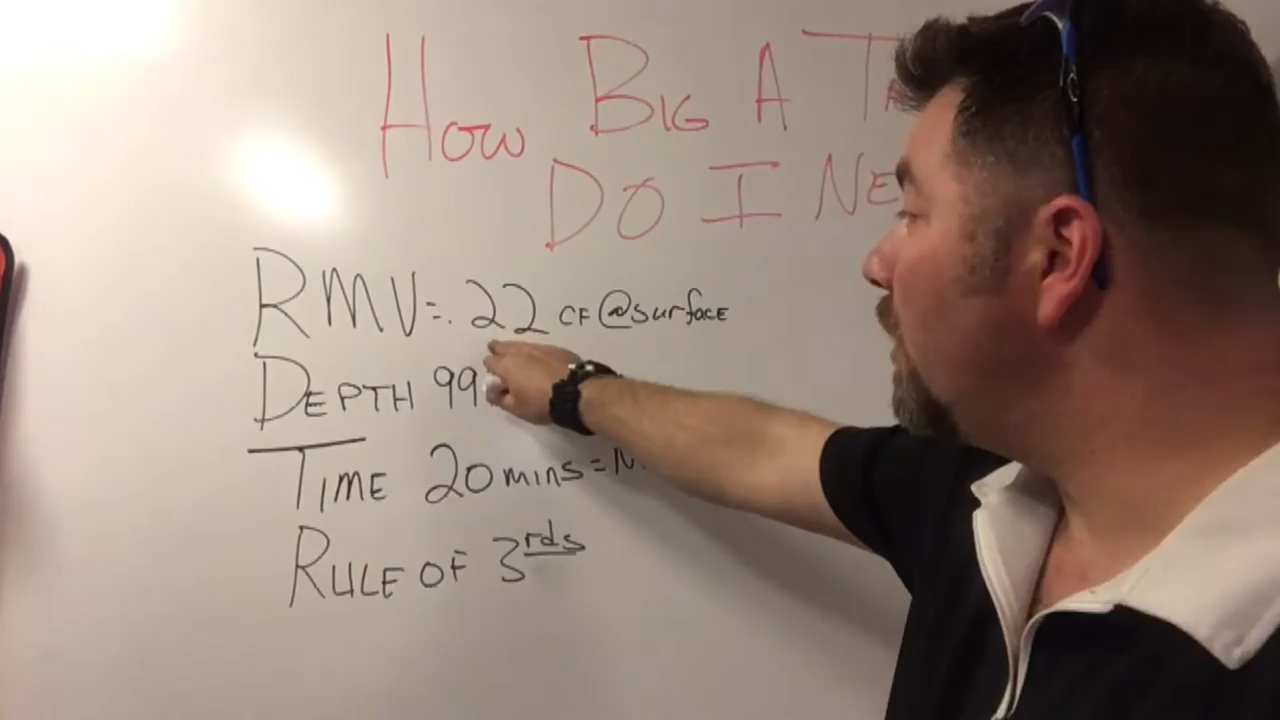 How BIG A
DO I
RMV=.22 CF @surface
DEPTH 99
TIME 20 mins =
RULE OF 3rds